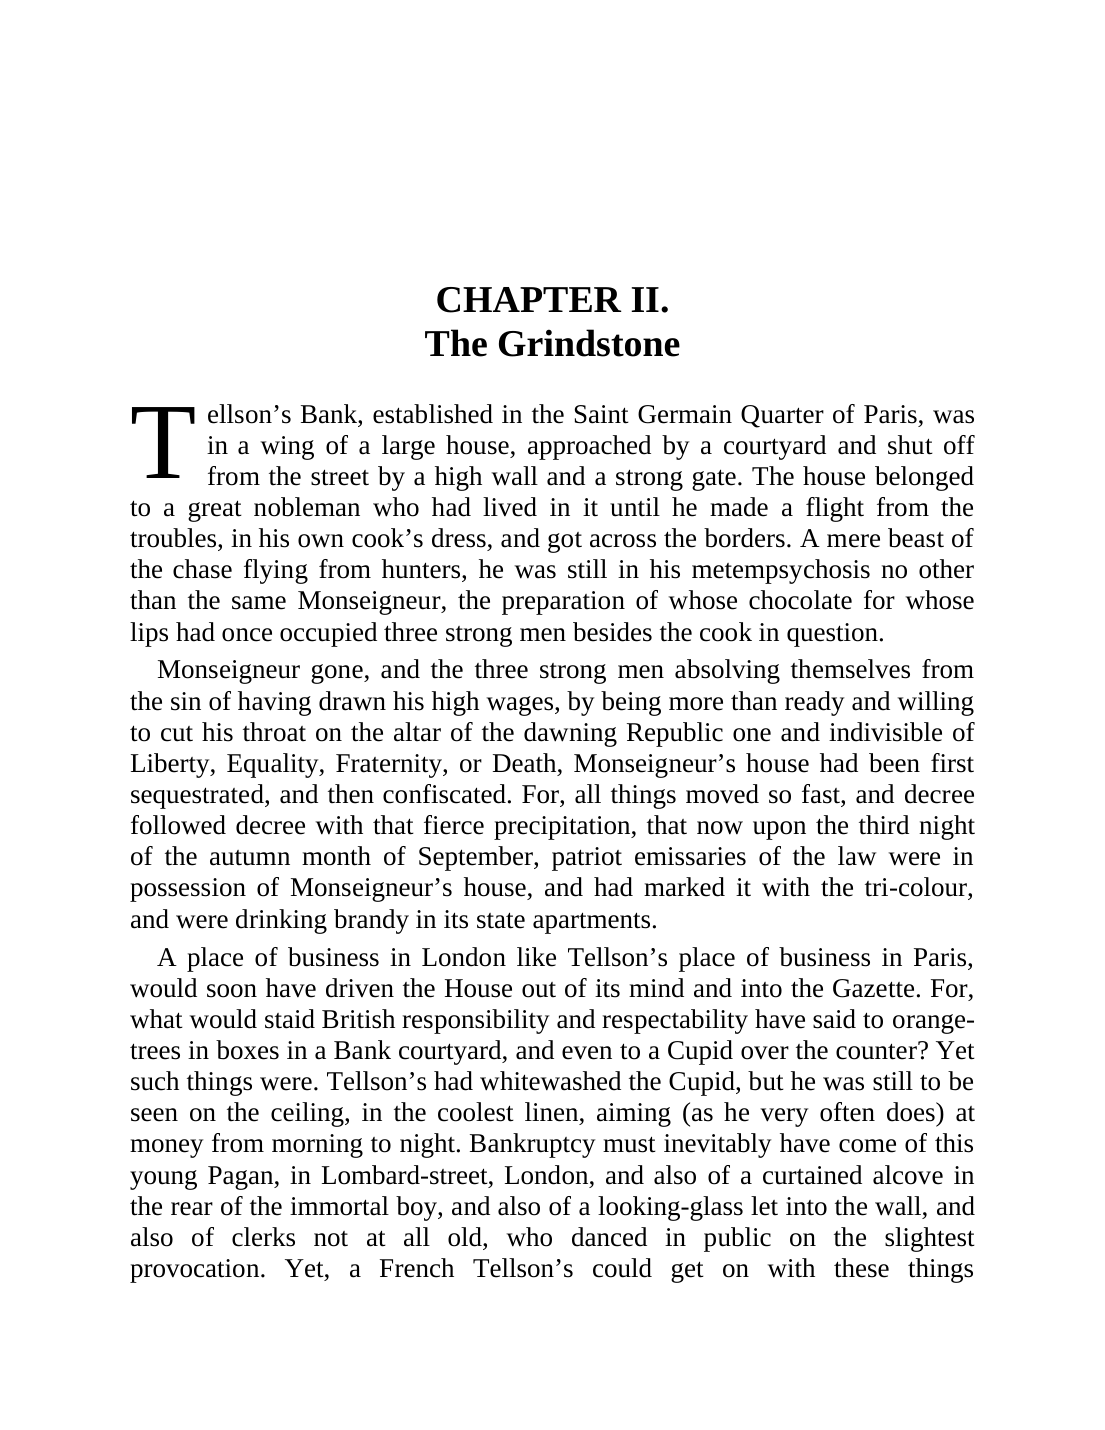 CHAPTER II.
The Grindstone
Tellson’s Bank, established in the Saint Germain Quarter of Paris, was
in a wing of a large house, approached by a courtyard and shut off
from the street by a high wall and a strong gate. The house belonged
to a great nobleman who had lived in it until he made a flight from the
troubles, in his own cook’s dress, and got across the borders. A mere beast of
the chase flying from hunters, he was still in his metempsychosis no other
than the same Monseigneur, the preparation of whose chocolate for whose
lips had once occupied three strong men besides the cook in question.
Monseigneur gone, and the three strong men absolving themselves from
the sin of having drawn his high wages, by being more than ready and willing
to cut his throat on the altar of the dawning Republic one and indivisible of
Liberty, Equality, Fraternity, or Death, Monseigneur’s house had been first
sequestrated, and then confiscated. For, all things moved so fast, and decree
followed decree with that fierce precipitation, that now upon the third night
of the autumn month of September, patriot emissaries of the law were in
possession of Monseigneur’s house, and had marked it with the tri-colour,
and were drinking brandy in its state apartments.
A place of business in London like Tellson’s place of business in Paris,
would soon have driven the House out of its mind and into the Gazette. For,
what would staid British responsibility and respectability have said to orange-
trees in boxes in a Bank courtyard, and even to a Cupid over the counter? Yet
such things were. Tellson’s had whitewashed the Cupid, but he was still to be
seen on the ceiling, in the coolest linen, aiming (as he very often does) at
money from morning to night. Bankruptcy must inevitably have come of this
young Pagan, in Lombard-street, London, and also of a curtained alcove in
the rear of the immortal boy, and also of a looking-glass let into the wall, and
also of clerks not at all old, who danced in public on the slightest
provocation. Yet, a French Tellson’s could get on with these things